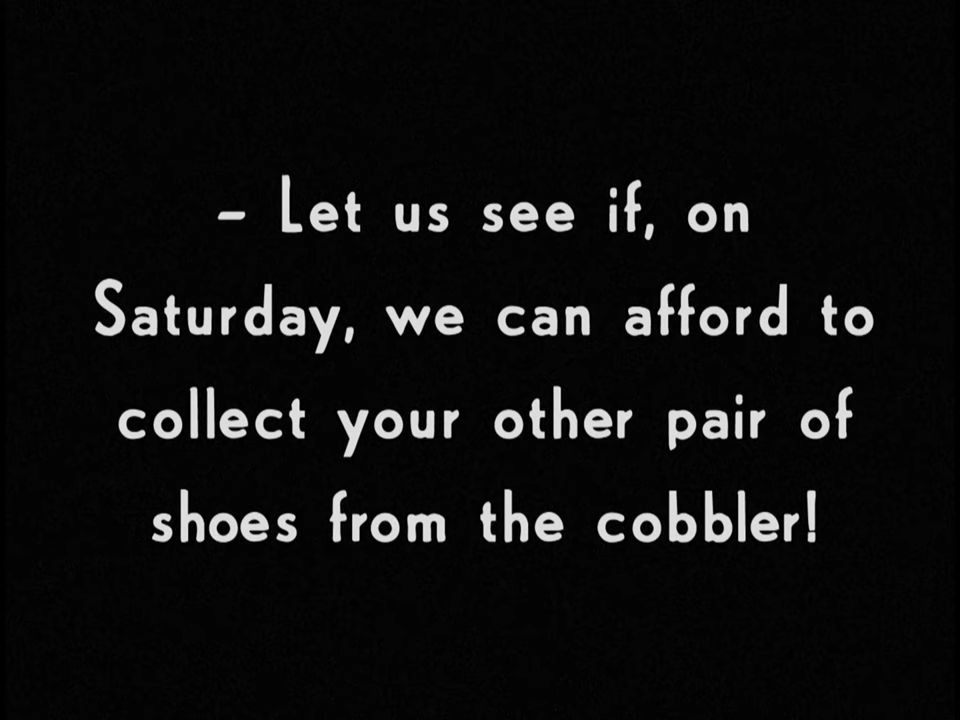 – Let us see if, on
Saturday, we can afford to
collect your other pair of
shoes from the cobbler!